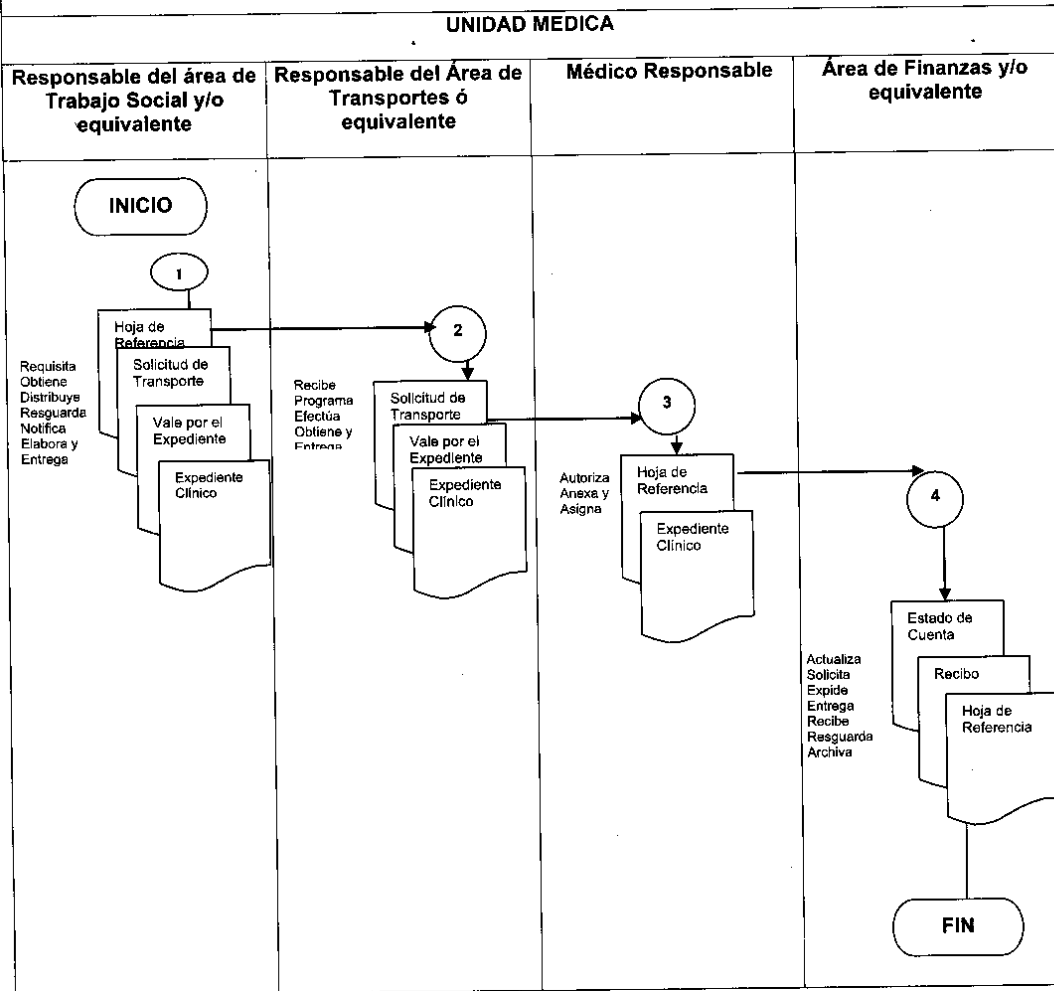 UNIDAD MEDICA
Responsable del área de
Trabajo Social y/o
equivalente
Responsable del Área de
Transportes ó
equivalente
Médico Responsable
Área de Finanzas y/o
equivalente
INICIO
1
Hoja de
Referencia
Solicitud de
Transporte
Vale por el
Expediente
Expediente
Clínico
Requisita
Obtiene
Distribuye
Resguarda
Notifica
Elabora y
Entrega
2
Recibe
Programa
Efectúa
Obtiene y
Entrega
Solicitud de
Transporte
Vale por el
Expediente
Expediente
Clínico
3
Autoriza
Anexa y
Asigna
Hoja de
Referencia
Expediente
Clínico
4
Estado de
Cuenta
Recibo
Hoja de
Referencia
Actualiza
Solicita
Expide
Entrega
Recibe
Resguarda
Archiva
FIN